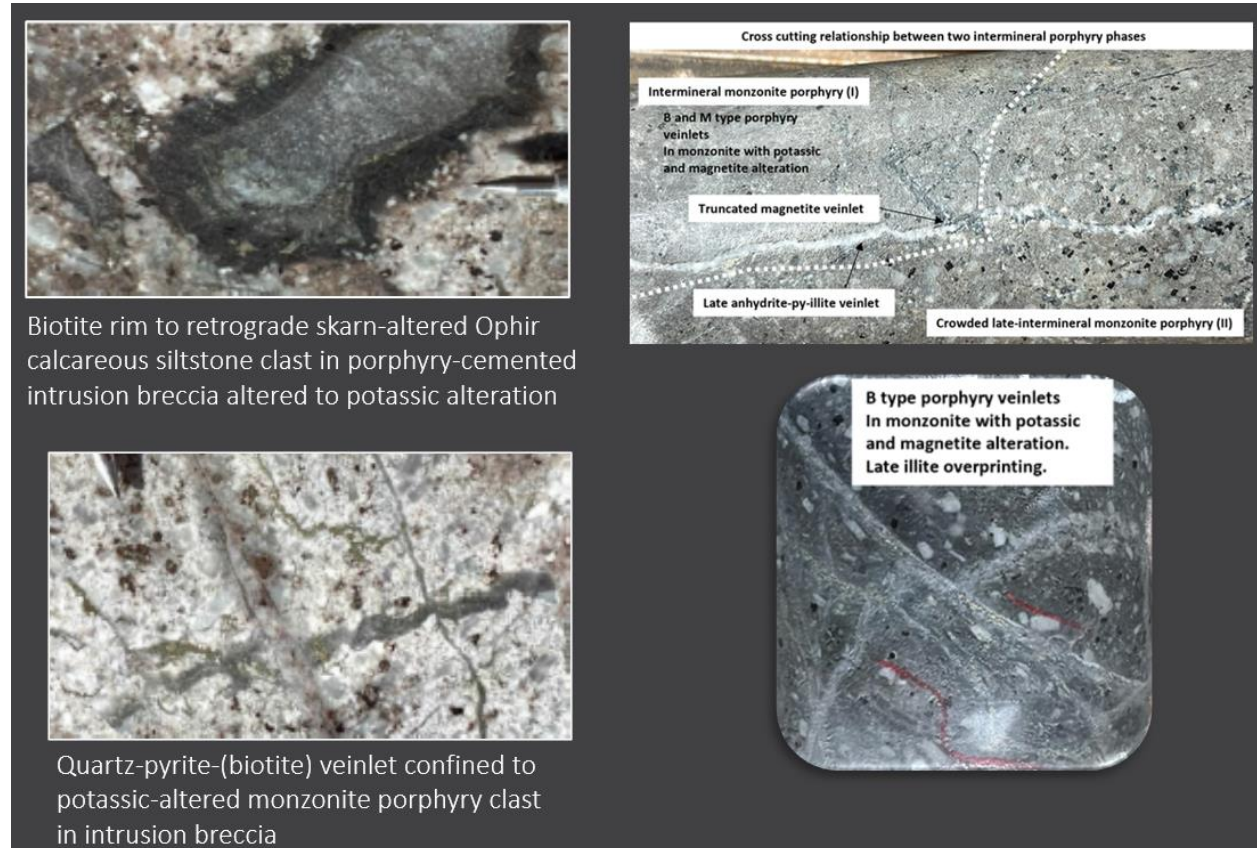 Biotite rim to retrograde skarn-altered Ophir
calcareous siltstone clast in porphyry-cemented
intrusion breccia altered to potassic alteration
Cross cutting relationship between two intermineral porphyry phases
Intermineral monzonite porphyry (I)
B and M type porphyry
veinlets
In monzonite with potassic
and magnetite alteration
Truncated magnetite veinlet
Late anhydrite-py-illite veinlet
Crowded late-intermineral monzonite porphyry (II)
Quartz-pyrite-(biotite) veinlet confined to
potassic-altered monzonite porphyry clast
in intrusion breccia
B type porphyry veinlets
In monzonite with potassic
and magnetite alteration.
Late illite overprinting.